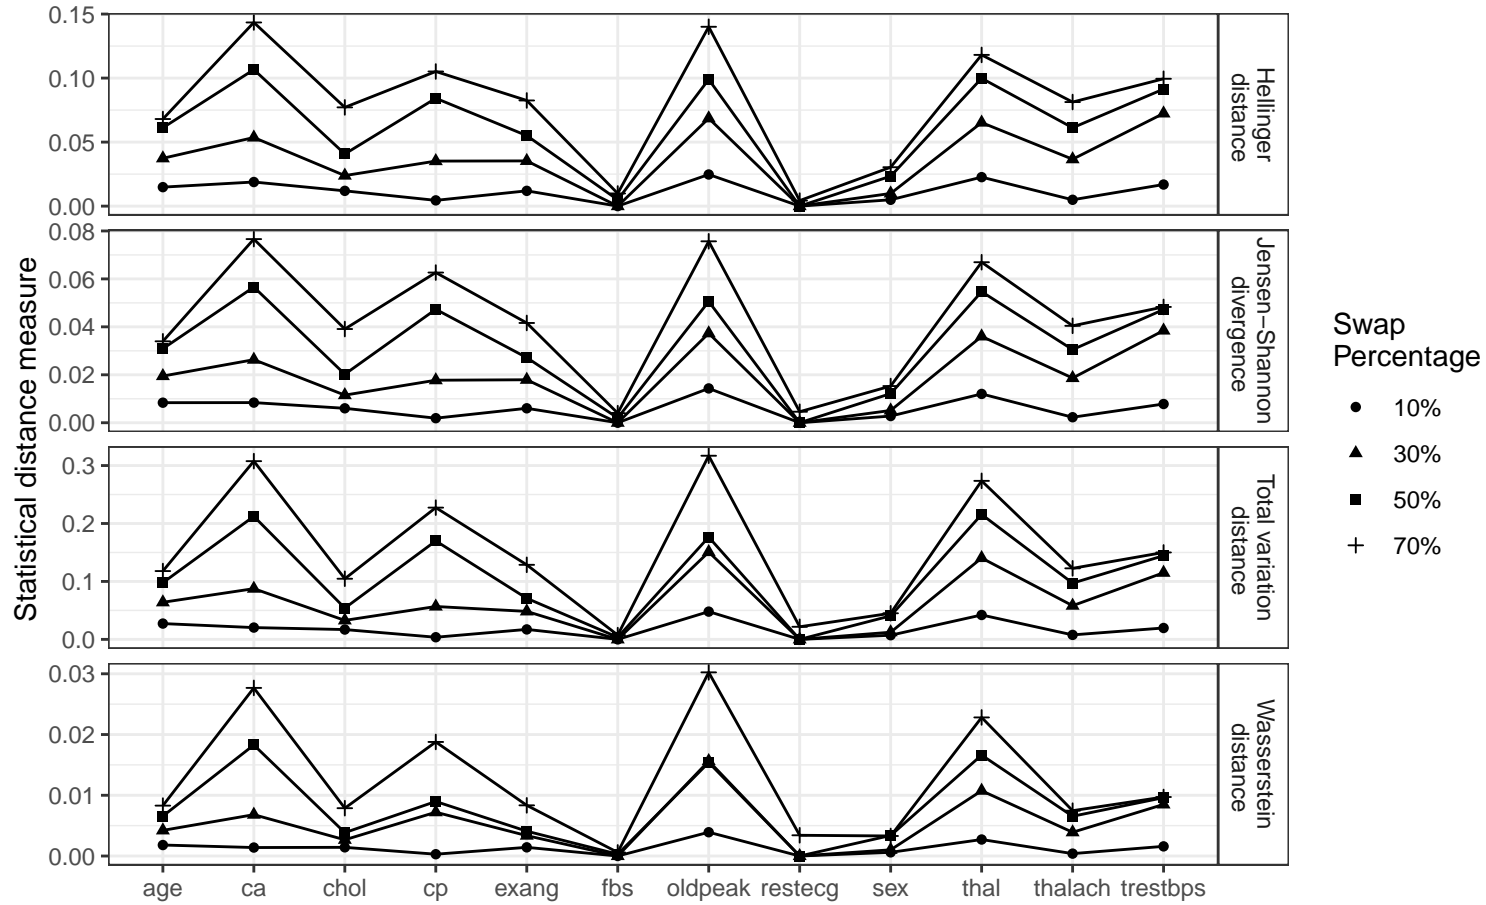 Statistical distance measure
0.15
0.10
0.05
0.00
Hellinger
distance
0.08
0.06
0.04
0.02
0.00
Jensen−Shannon
divergence
0.3
0.2
0.1
0.0
Total variation
distance
0.03
0.02
0.01
0.00
Wasserstein
distance
age ca chol cp exang fbs oldpeak restecg sex thal thalach trestbps
Swap
Percentage
10%
30%
50%
70%